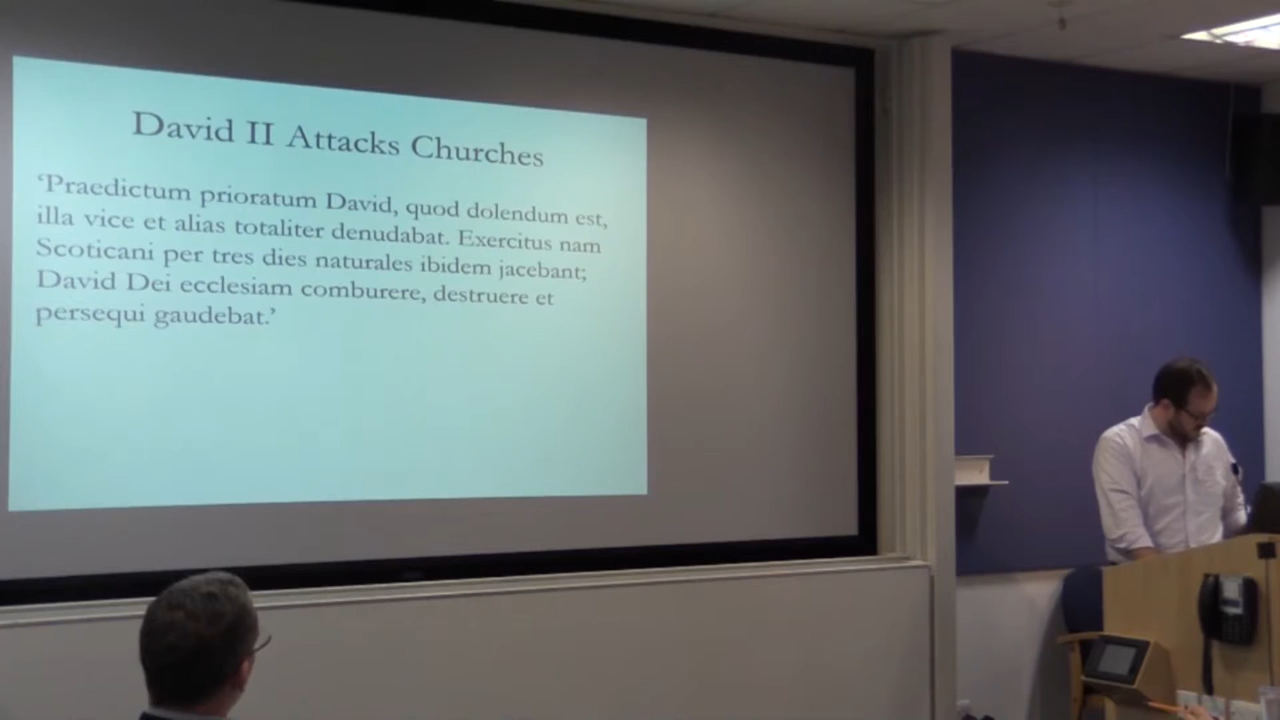 David II Attacks Churches
‘Praedictum prioratum David, quod dolendum est,
illa vice et alias totaliter denudabat. Exercitus nam
Scoticani per tres dies naturales ibidem jacebant;
David Dei ecclesiam comburere, destruere et
persequi gaudebat.’